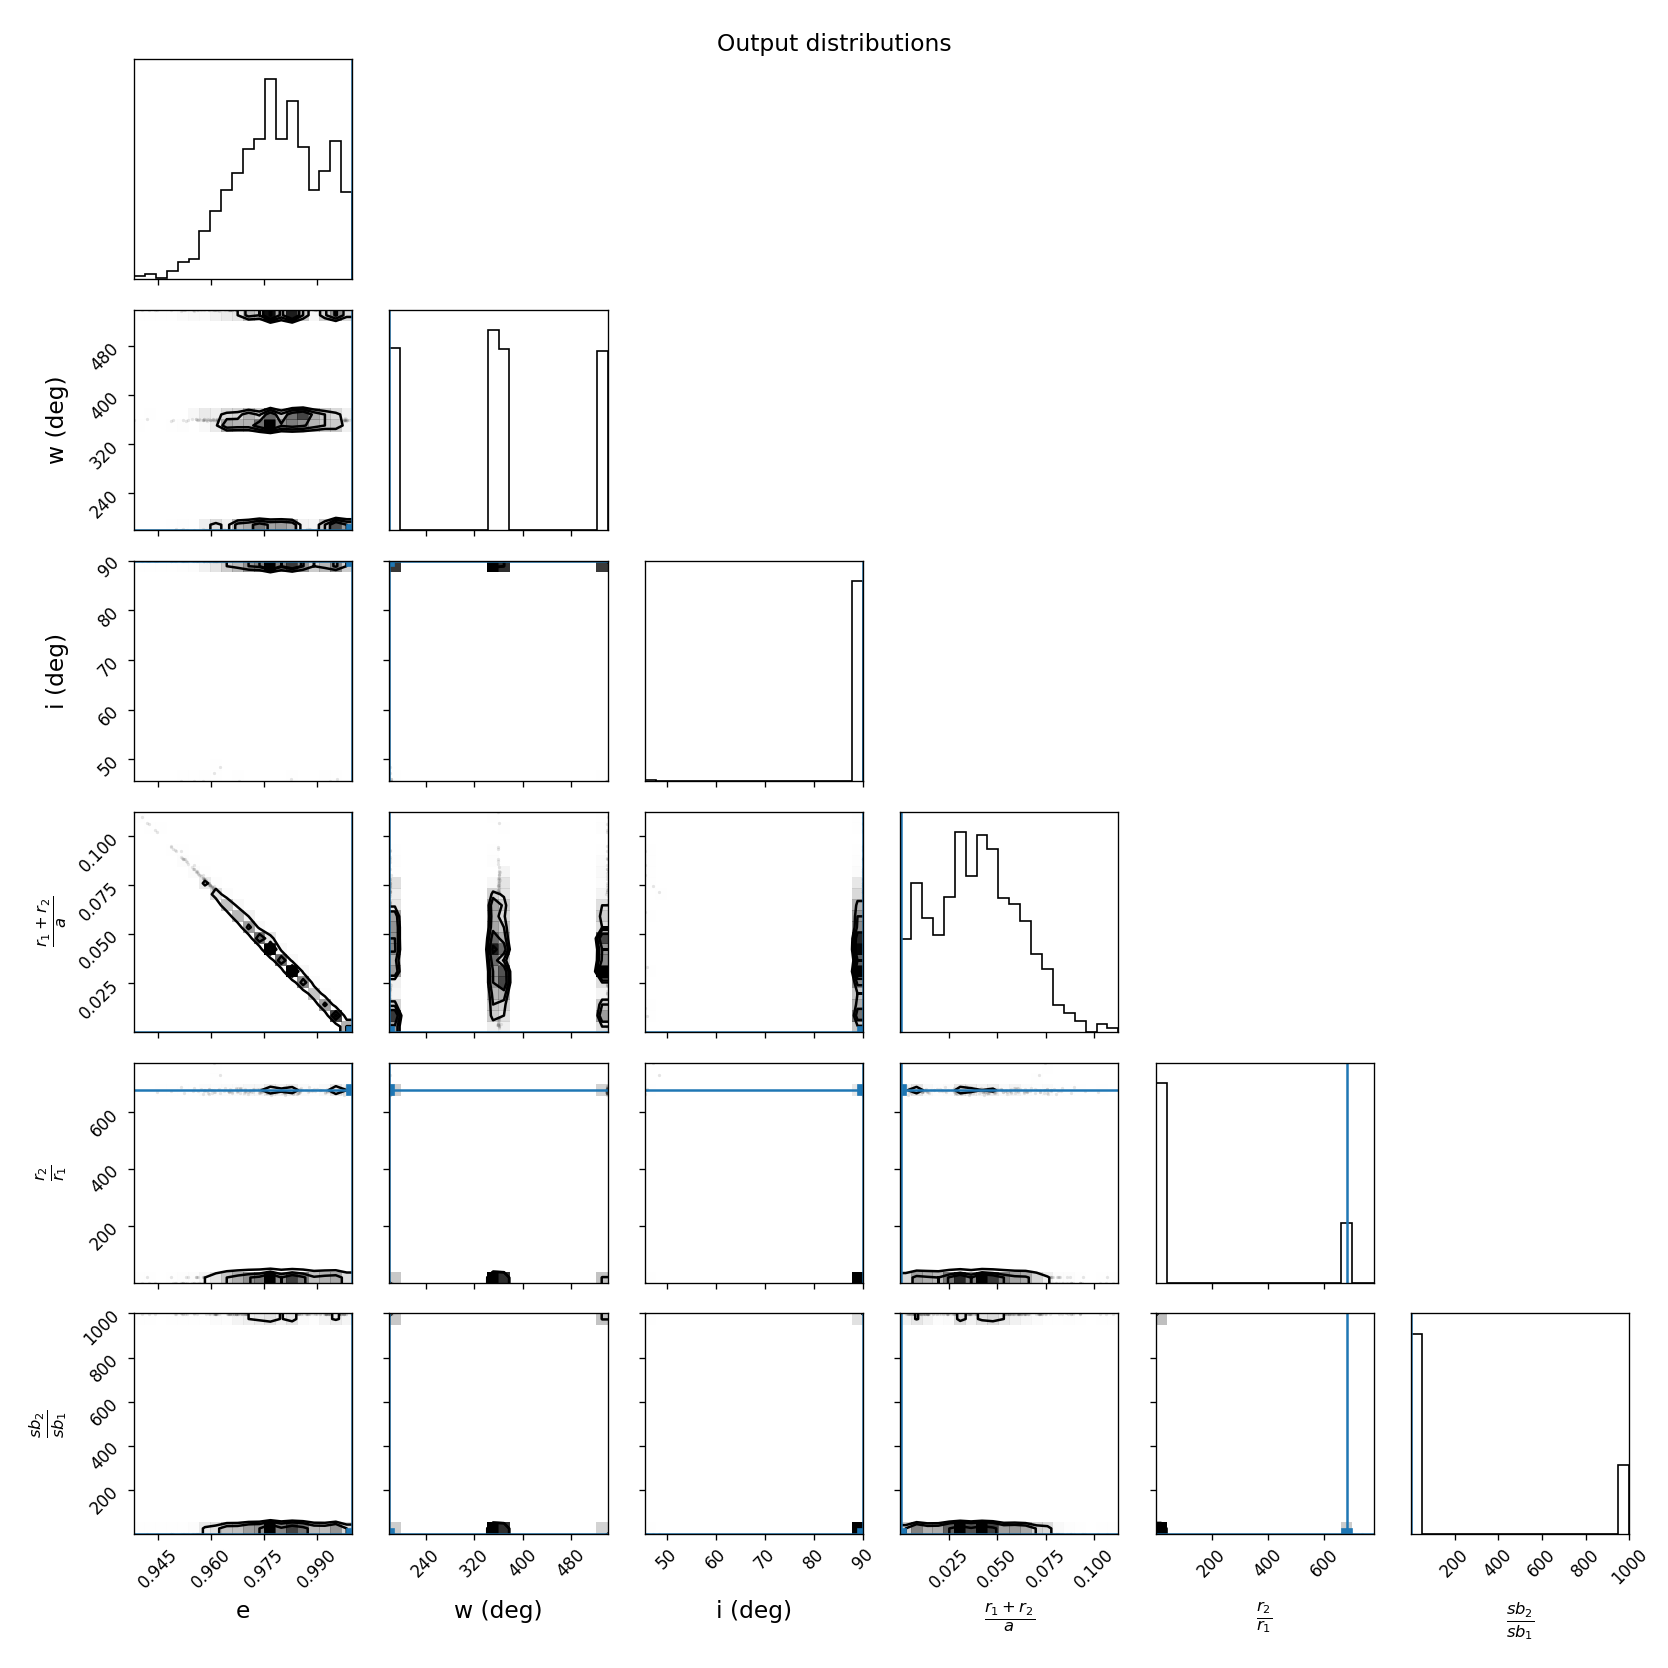 Output distributions
w (deg)
480
400
320
240
i (deg)
90
80
70
60
50
r₁ + r₂
a
0.100
0.075
0.050
0.025
r₂
r₁
600
400
200
sb₂
sb₁
1000
800
600
400
200
0.945 0.960 0.975 0.990
240 320 400 480
50 60 70 80 90
0.025 0.050 0.075 0.100
200 400 600
200 400 600 800 1000
e
w (deg)
i (deg)
r₁ + r₂
a
r₂
r₁
sb₂
sb₁